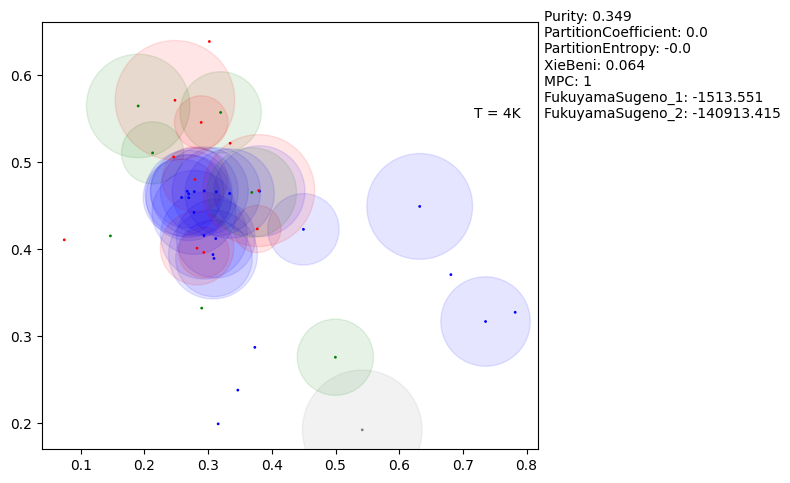 Purity: 0.349
PartitionCoefficient: 0.0
PartitionEntropy: -0.0
XieBeni: 0.064
MPC: 1
FukuyamaSugeno_1: -1513.551
FukuyamaSugeno_2: -140913.415
T = 4K
0.6
0.5
0.4
0.3
0.2
0.1 0.2 0.3 0.4 0.5 0.6 0.7 0.8